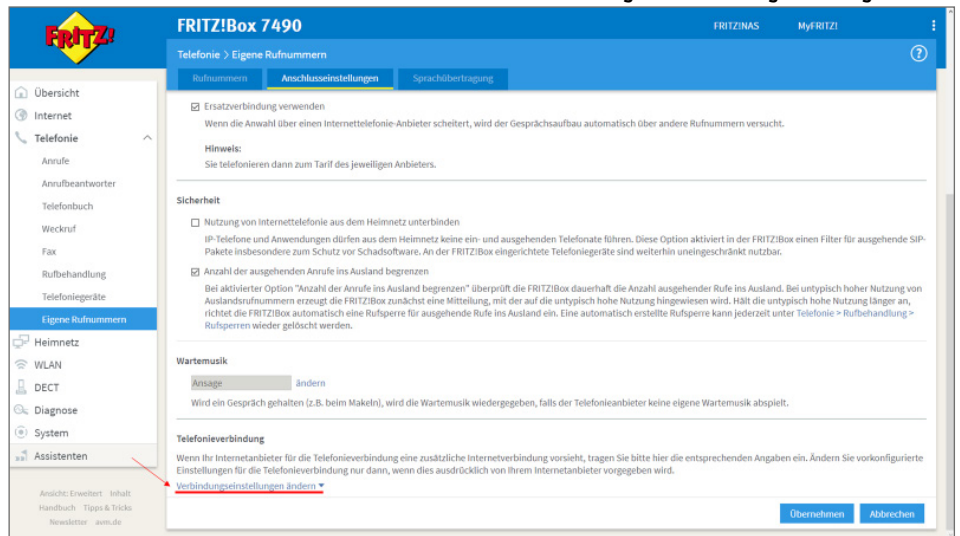 FRITZ!
FRITZ!Box 7490
FRITZ!NAS
MyFRITZ!
Telefonie > Eigene Rufnummern
Rufnummern
Anschlusseinstellungen
Sprachübertragung
Übersicht
Internet
Telefonie
Anrufe
Anrufbeantworter
Telefonbuch
Weckruf
Fax
Rufbehandlung
Telefoniegeräte
Eigene Rufnummern
Heimnetz
WLAN
DECT
Diagnose
System
Assistenten
Ansicht: Erweitert Inhalt
Handbuch Tipps & Tricks
Newsletter avm.de
Ersatzverbindung verwenden
Wenn die Anwahl über einen Internettelefonie-Anbieter scheitert, wird der Gesprächsaufbau automatisch über andere Rufnummern versucht.
Hinweis:
Sie telefonieren dann zum Tarif des jeweiligen Anbieters.
Sicherheit
Nutzung von Internettelefonie aus dem Heimnetz unterbinden
IP-Telefone und Anwendungen dürfen aus dem Heimnetz keine ein- und ausgehenden Telefonate führen. Diese Option aktiviert in der FRITZ!Box einen Filter für ausgehende SIP-
Pakete insbesondere zum Schutz vor Schadsoftware. An der FRITZ!Box eingerichtete Telefoniegeräte sind weiterhin uneingeschränkt nutzbar.
Anzahl der ausgehenden Anrufe ins Ausland begrenzen
Bei aktivierter Option "Anzahl der Anrufe ins Ausland begrenzen" überprüft die FRITZ!Box dauerhaft die Anzahl ausgehender Rufe ins Ausland. Bei untypisch hoher Nutzung von
Auslandsrufnummern erzeugt die FRITZ!Box zunächst eine Mitteilung, mit der auf die untypisch hohe Nutzung hingewiesen wird. Hält die untypisch hohe Nutzung länger an,
richtet die FRITZ!Box automatisch eine Rufsperre für ausgehende Rufe ins Ausland ein. Eine automatisch erstellte Rufsperre kann jederzeit unter Telefonie > Rufbehandlung >
Rufsperren wieder gelöscht werden.
Wartemusik
Ansage
ändern
Wird ein Gespräch gehalten (z.B. beim Makeln), wird die Wartemusik wiedergegeben, falls der Telefonieanbieter keine eigene Wartemusik abspielt.
Telefonieverbindung
Wenn Ihr Internetanbieter für die Telefonieverbindung eine zusätzliche Internetverbindung vorsieht, tragen Sie bitte hier die entsprechenden Angaben ein. Ändern Sie vorkonfigurierte
Einstellungen für die Telefonieverbindung nur dann, wenn dies ausdrücklich von Ihrem Internetanbieter vorgegeben wird.
Verbindungseinstellungen ändern
Übernehmen
Abbrechen